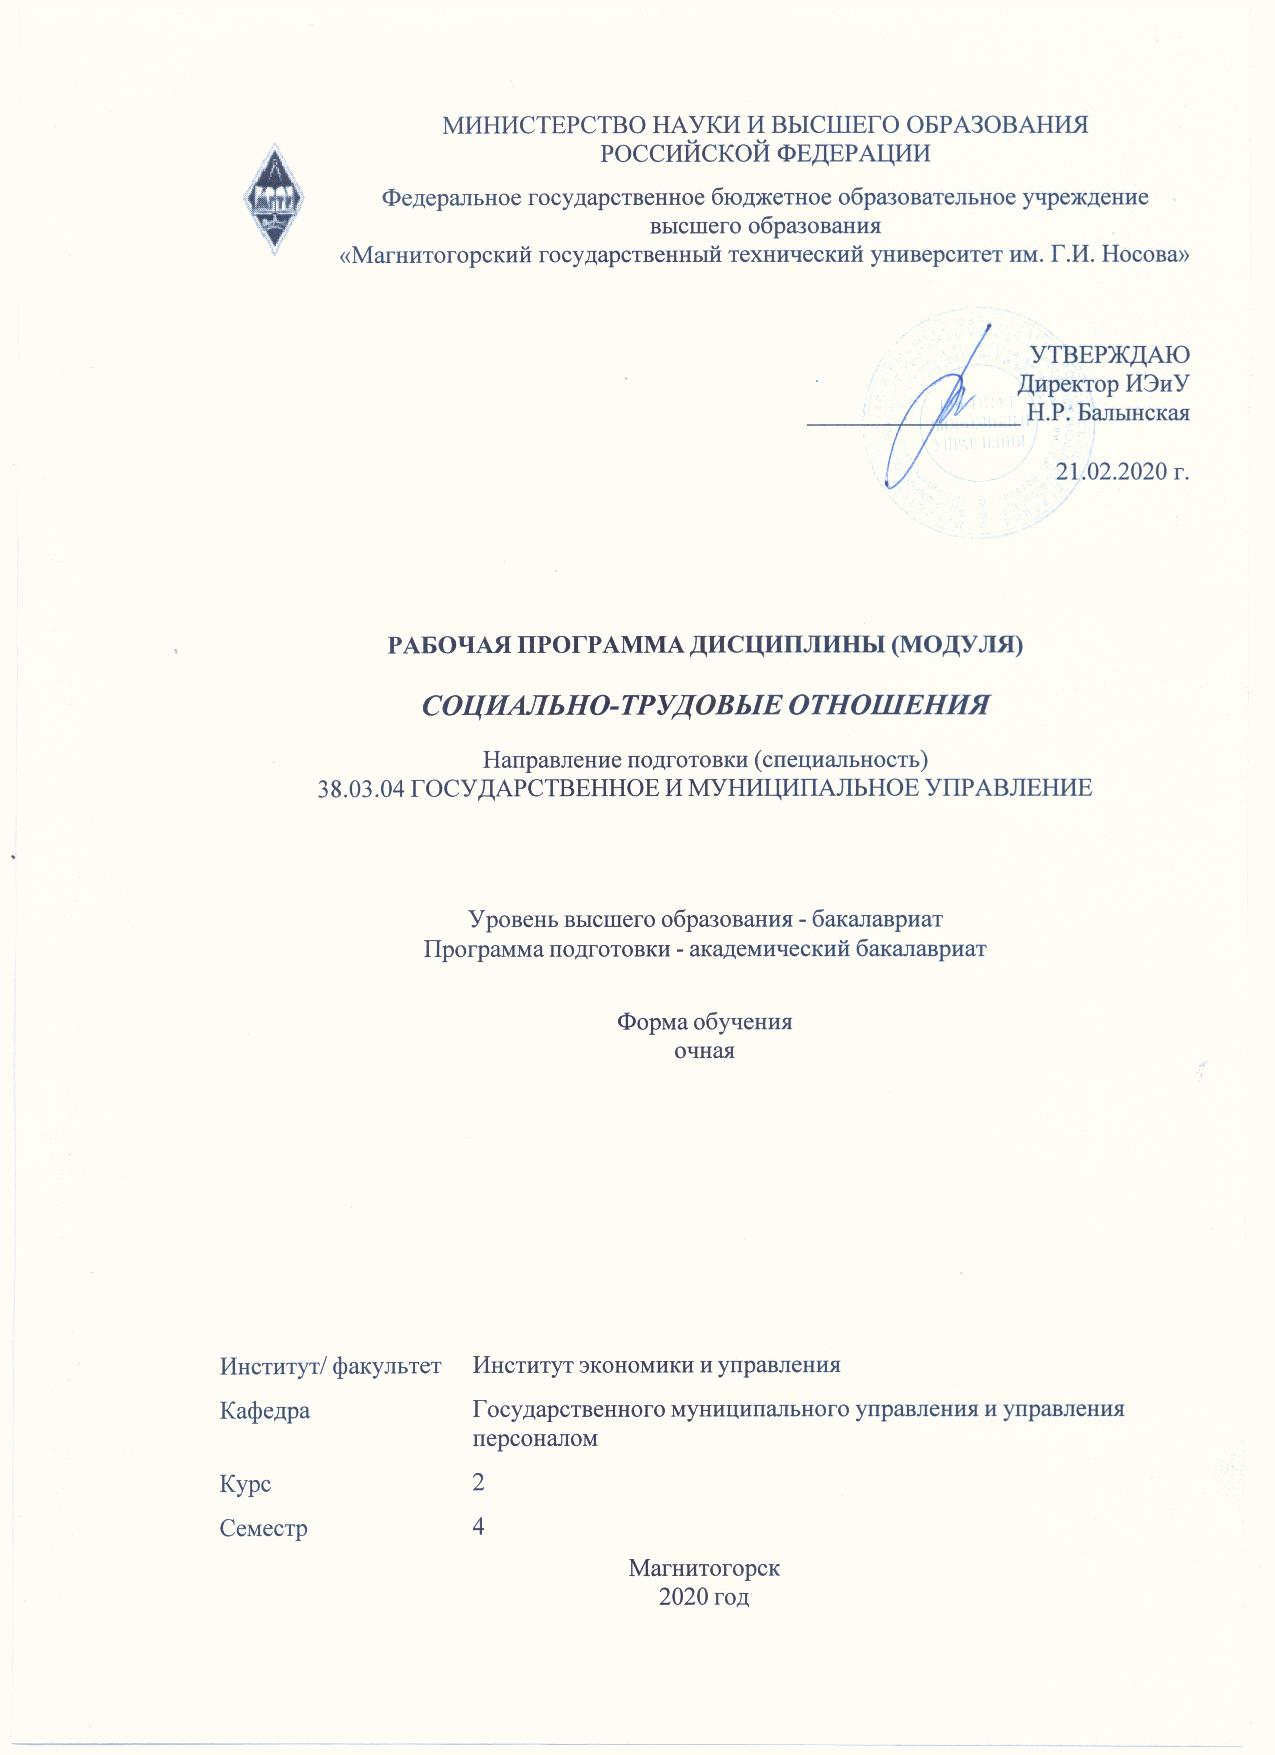 МИНИСТЕРСТВО НАУКИ И ВЫСШЕГО ОБРАЗОВАНИЯ
РОССИЙСКОЙ ФЕДЕРАЦИИ
Федеральное государственное бюджетное образовательное учреждение
высшего образования
«Магнитогорский государственный технический университет им. Г.И. Носова»
МГТУ
УТВЕРЖДАЮ
Директор ИЭиУ
Н.Р. Балынская
УПРАВЛЕНИЯ
21.02.2020 г.
РАБОЧАЯ ПРОГРАММА ДИСЦИПЛИНЫ (МОДУЛЯ)
СОЦИАЛЬНО-ТРУДОВЫЕ ОТНОШЕНИЯ
Направление подготовки (специальность)
38.03.04 ГОСУДАРСТВЕННОЕ И МУНИЦИПАЛЬНОЕ УПРАВЛЕНИЕ
Уровень высшего образования - бакалавриат
Программа подготовки - академический бакалавриат
Форма обучения
очная
Институт/ факультет Институт экономики и управления
Кафедра Государственного муниципального управления и управления
персоналом
Курс 2
Семестр 4
Магнитогорск
2020 год